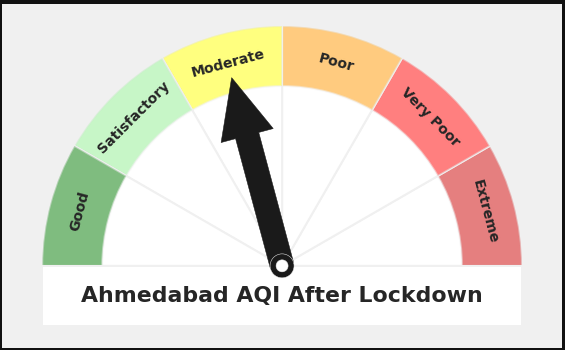 Good
Satisfactory
Moderate
Poor
Very Poor
Extreme
Ahmedabad AQI After Lockdown